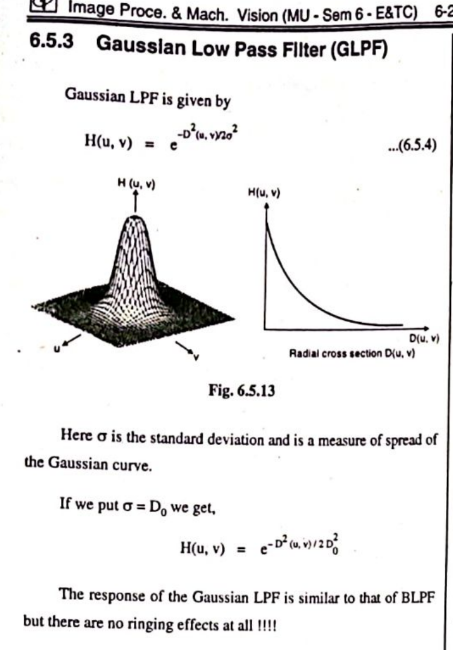 Image Proce. & Mach. Vision (MU - Sem 6 - E&TC) 6-2
6.5.3 Gaussian Low Pass Filter (GLPF)
Gaussian LPF is given by
H(u, v) = e^{-D²(u, v)/2σ²} ...(6.5.4)
H (u, v)
H(u, v)
u
v
D(u, v)
Radial cross section D(u, v)
Fig. 6.5.13
Here σ is the standard deviation and is a measure of spread of
the Gaussian curve.
If we put σ = D₀ we get,
H(u, v) = e^{-D² (u, v) / 2 D₀²}
The response of the Gaussian LPF is similar to that of BLPF
but there are no ringing effects at all !!!!